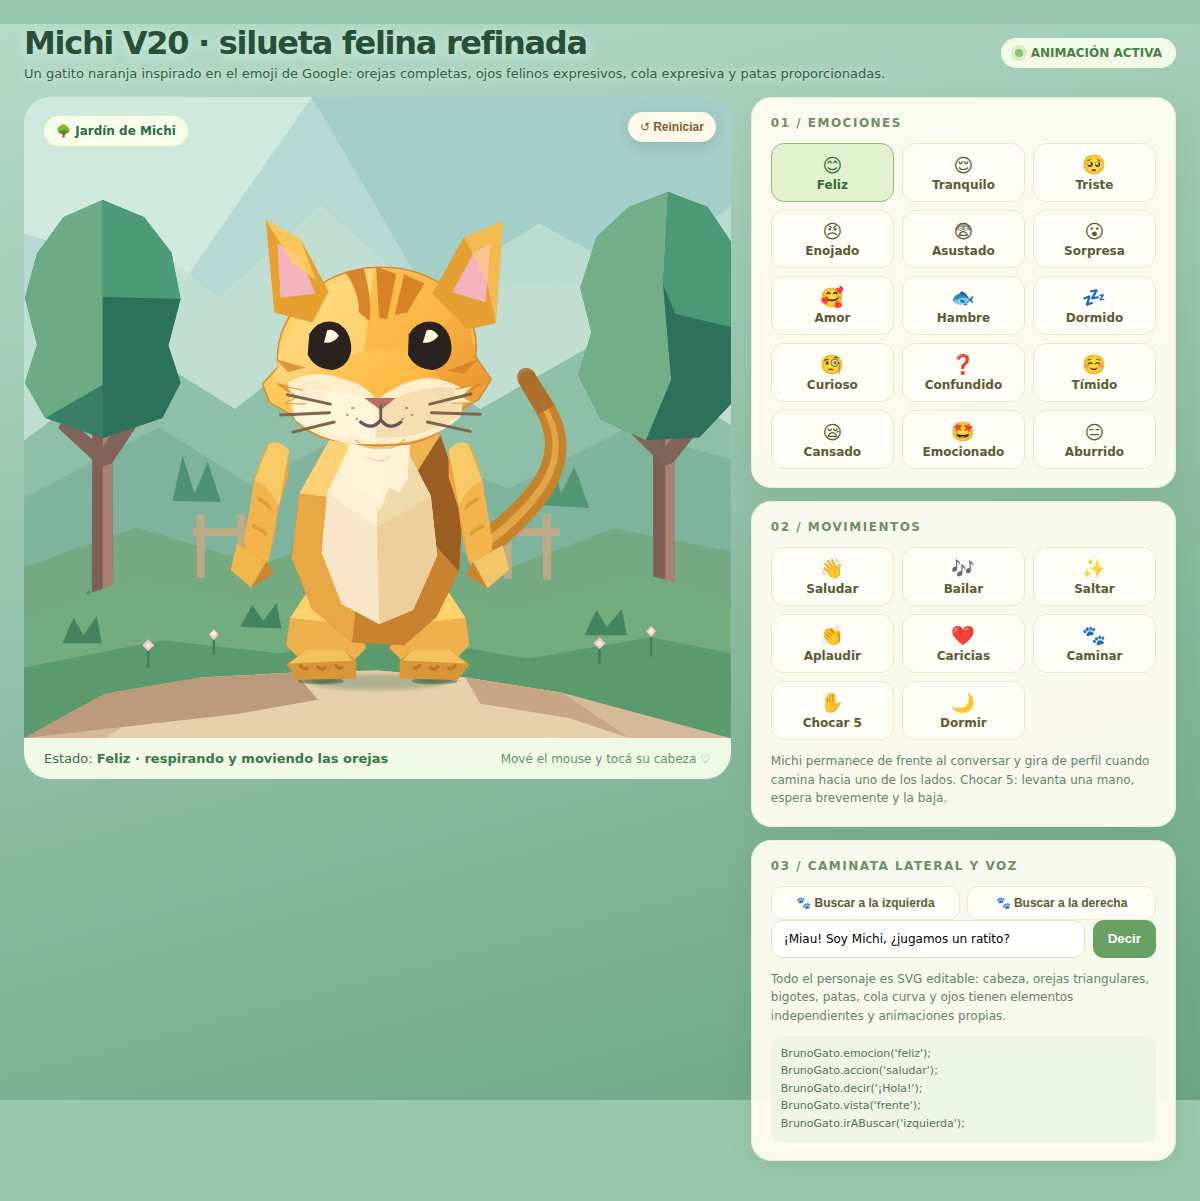 Michi V20 · silueta felina refinada
Un gatito naranja inspirado en el emoji de Google: orejas completas, ojos felinos expresivos, cola expresiva y patas proporcionadas.
ANIMACIÓN ACTIVA
Jardín de Michi
↺ Reiniciar
Estado: Feliz · respirando y moviendo las orejas
Mové el mouse y tocá su cabeza ♡
01 / EMOCIONES
Feliz
Tranquilo
Triste
Enojado
Asustado
Sorpresa
Amor
Hambre
Dormido
Curioso
Confundido
Tímido
Cansado
Emocionado
Aburrido
02 / MOVIMIENTOS
Saludar
Bailar
Saltar
Aplaudir
Caricias
Caminar
Chocar 5
Dormir
Michi permanece de frente al conversar y gira de perfil cuando
camina hacia uno de los lados. Chocar 5: levanta una mano,
espera brevemente y la baja.
03 / CAMINATA LATERAL Y VOZ
Buscar a la izquierda
Buscar a la derecha
¡Miau! Soy Michi, ¿jugamos un ratito?
Decir
Todo el personaje es SVG editable: cabeza, orejas triangulares,
bigotes, patas, cola curva y ojos tienen elementos
independientes y animaciones propias.
BrunoGato.emocion('feliz');
BrunoGato.accion('saludar');
BrunoGato.decir('¡Hola!');
BrunoGato.vista('frente');
BrunoGato.irABuscar('izquierda');